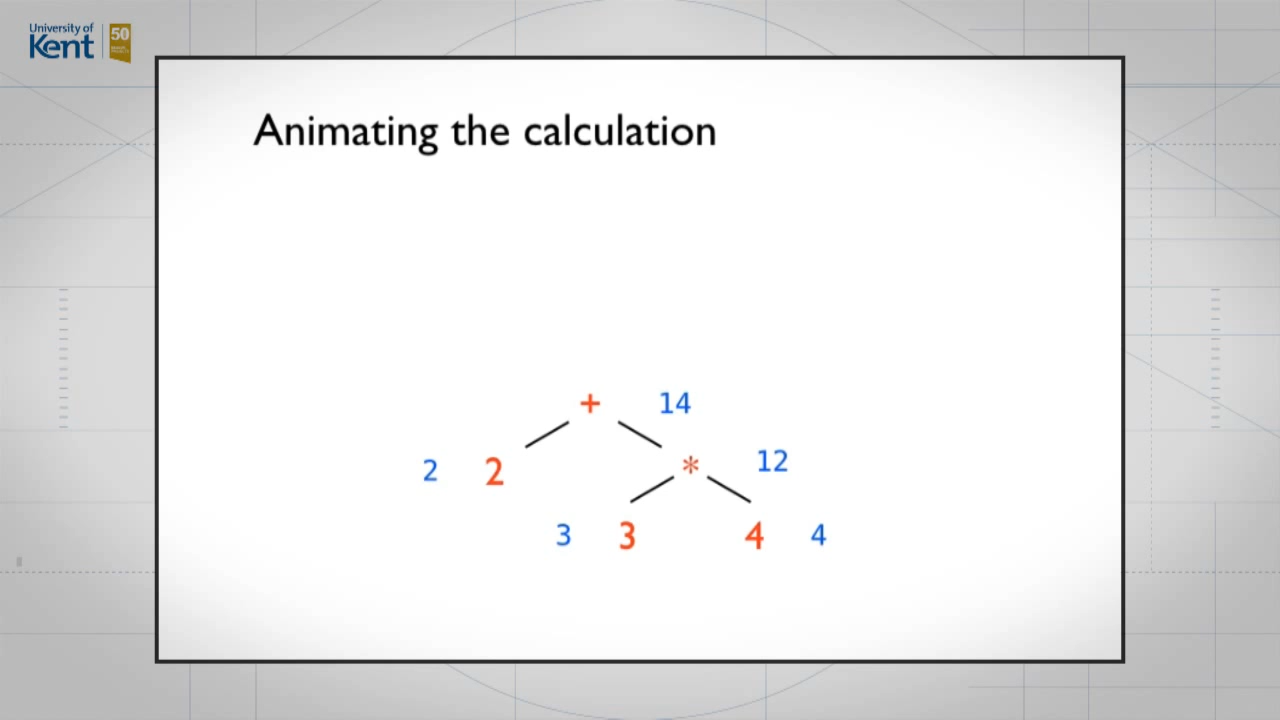 University of
Kent 50
Animating the calculation
+ 14
2 2 * 12
3 3 4 4